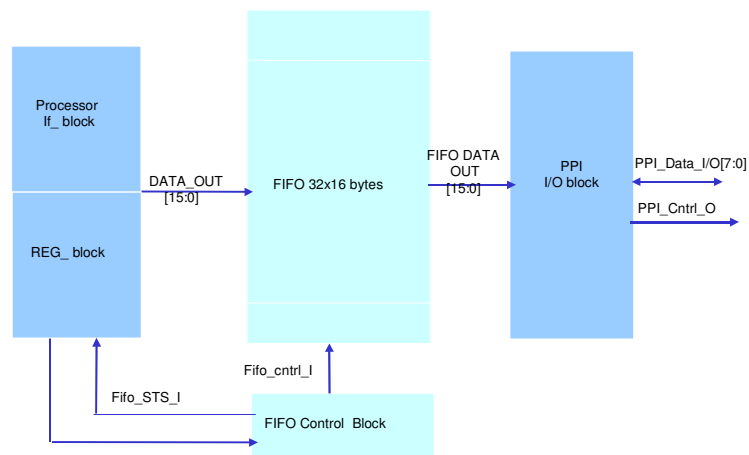 Processor
If_ block
REG_ block
DATA_OUT
[15:0]
FIFO 32x16 bytes
FIFO DATA
OUT
[15:0]
PPI
I/O block
PPI_Data_I/O[7:0]
PPI_Cntrl_O
Fifo_cntrl_I
Fifo_STS_I
FIFO Control Block